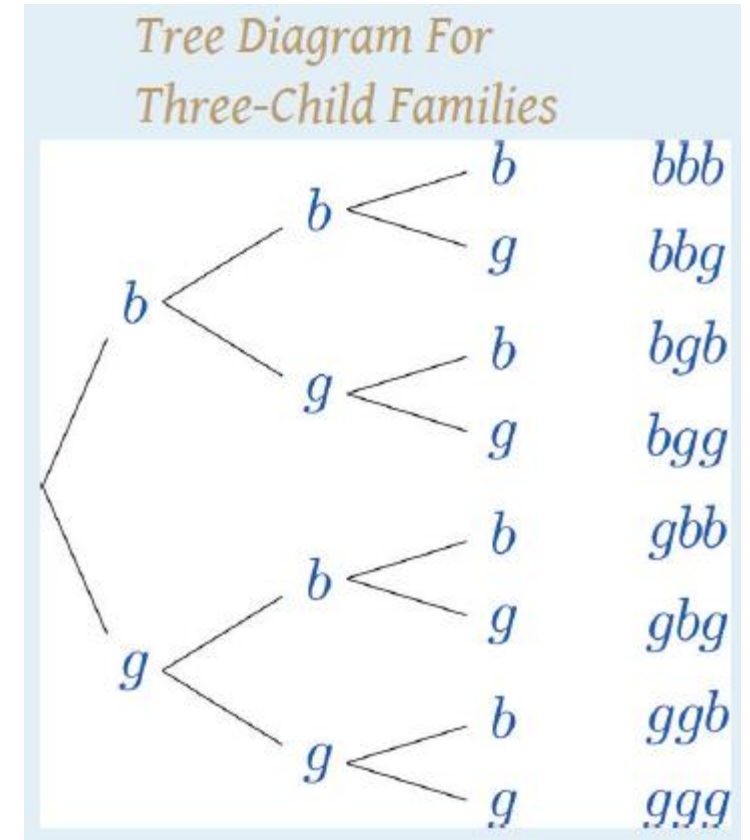 Tree Diagram For
Three-Child Families
b bbb
b
g bbg
b
b bgb
g
g bgg
b gbb
b
g gbg
g
b ggb
g
g ggg